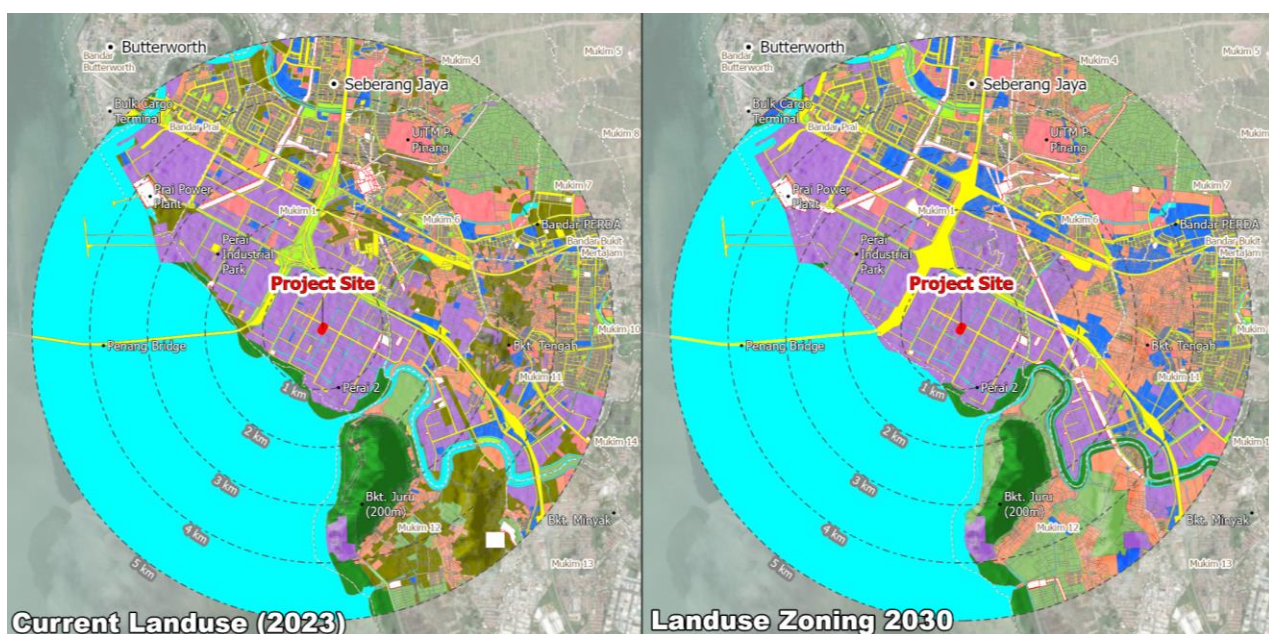 Butterworth
Bandar
Butterworth
Mukim 4
Mukim 5
Seberang Jaya
Bulk Cargo
Terminal
Bandar Prai
UiTM P.
Pinang
Mukim 8
Prai Power
Plant
Mukim 7
Mukim 1
Mukim 6
Bandar PERDA
Bandar Bukit
Mertajam
Perai
Industrial
Park
Project Site
Mukim 10
Penang Bridge
Bkt. Tengah
Mukim 11
Perai 2
1 km
2 km
3 km
4 km
5 km
Mukim 14
Bkt. Juru
(200m)
Mukim 12
Bkt. Minyak
Mukim 13
Current Landuse (2023)
Butterworth
Bandar
Butterworth
Mukim 4
Mukim 5
Seberang Jaya
Bulk Cargo
Terminal
Bandar Prai
UiTM P.
Pinang
Mukim 8
Prai Power
Plant
Mukim 7
Mukim 1
Mukim 6
Bandar PERDA
Bandar Bukit
Mertajam
Perai
Industrial
Park
Project Site
Mukim 10
Penang Bridge
Bkt. Tengah
Mukim 11
Perai 2
1 km
2 km
3 km
4 km
5 km
Bkt. Juru
(200m)
Mukim 12
Bkt. Minyak
Mukim 13
Landuse Zoning 2030